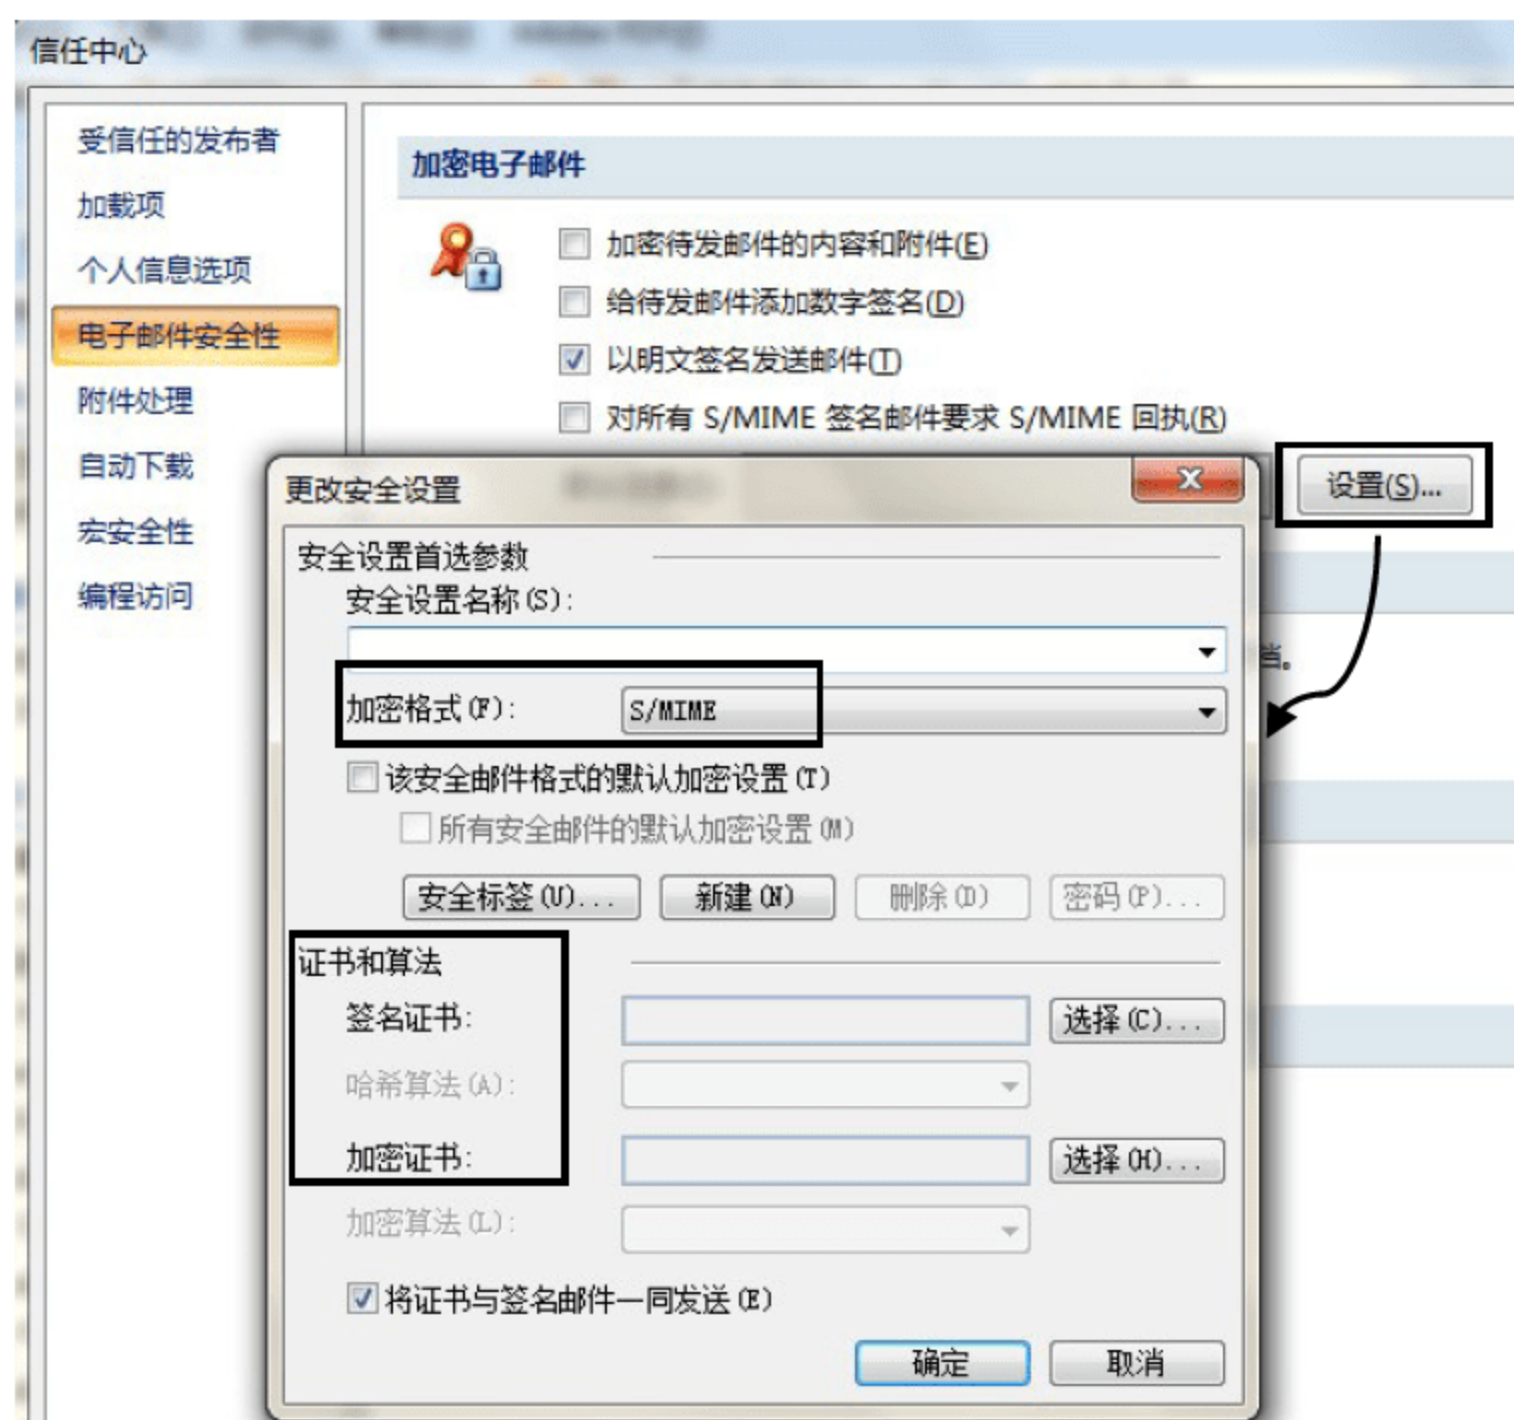 信任中心
受信任的发布者
加载项
个人信息选项
电子邮件安全性
附件处理
自动下载
宏安全性
编程访问
加密电子邮件
加密待发邮件的内容和附件(E)
给待发邮件添加数字签名(D)
以明文签名发送邮件(T)
对所有 S/MIME 签名邮件要求 S/MIME 回执(R)
设置(S)...
档。
更改安全设置
安全设置首选参数
安全设置名称(S):
加密格式(F): S/MIME
该安全邮件格式的默认加密设置(T)
所有安全邮件的默认加密设置(M)
安全标签(U)... 新建(N) 删除(D) 密码(P)...
证书和算法
签名证书: 选择(C)...
哈希算法(A):
加密证书: 选择(H)...
加密算法(L):
将证书与签名邮件一同发送(E)
确定 取消